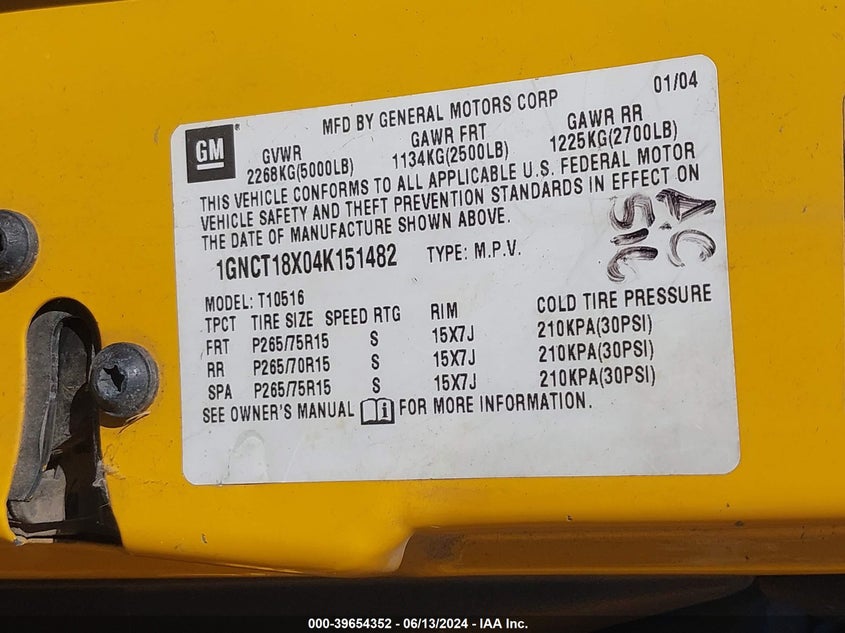 01/04
MFD BY GENERAL MOTORS CORP
GM
GVWR GAWR FRT GAWR RR
2268KG(5000LB) 1134KG(2500LB) 1225KG(2700LB)
THIS VEHICLE CONFORMS TO ALL APPLICABLE U.S. FEDERAL MOTOR
VEHICLE SAFETY AND THEFT PREVENTION STANDARDS IN EFFECT ON
THE DATE OF MANUFACTURE SHOWN ABOVE.
1GNCT18X04K151482 TYPE: M.P.V.
MODEL: T10516
TPCT TIRE SIZE SPEED RTG RIM COLD TIRE PRESSURE
FRT P265/75R15 S 15X7J 210KPA(30PSI)
RR P265/70R15 S 15X7J 210KPA(30PSI)
SPA P265/75R15 S 15X7J 210KPA(30PSI)
SEE OWNER'S MANUAL FOR MORE INFORMATION.
000-39654352 - 06/13/2024 - IAA Inc.